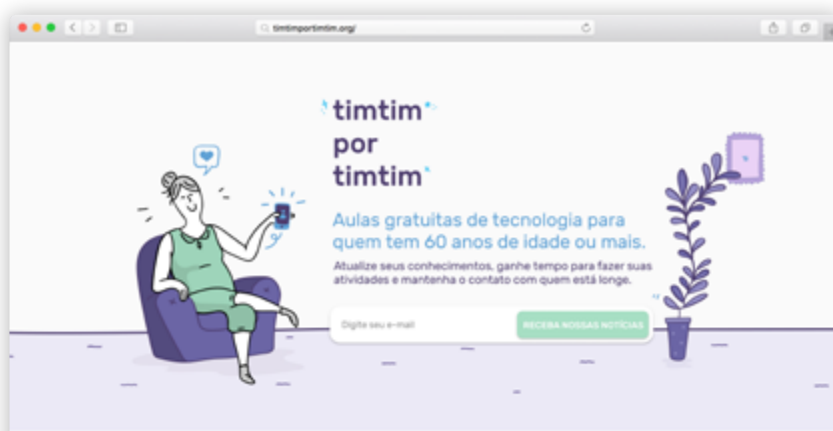 timtimportimtim.org/
timtim
por
timtim
Aulas gratuitas de tecnologia para
quem tem 60 anos de idade ou mais.
Atualize seus conhecimentos, ganhe tempo para fazer suas
atividades e mantenha o contato com quem está longe.
Digite seu e-mail
RECEBA NOSSAS NOTÍCIAS